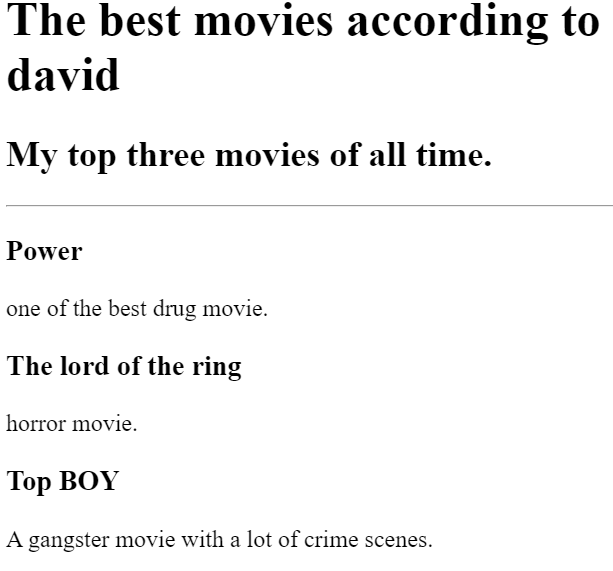 The best movies according to
david
My top three movies of all time.
Power
one of the best drug movie.
The lord of the ring
horror movie.
Top BOY
A gangster movie with a lot of crime scenes.